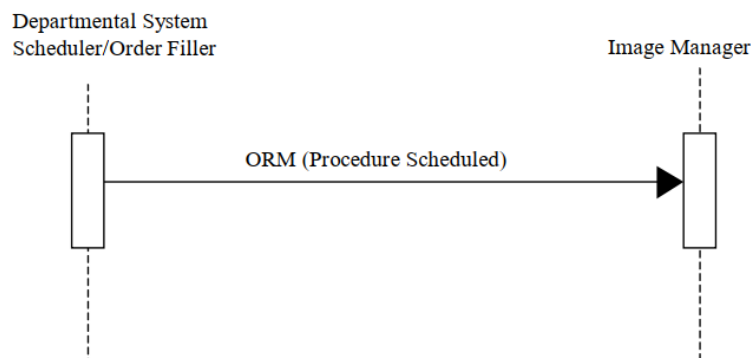 Departmental System
Scheduler/Order Filler
Image Manager
ORM (Procedure Scheduled)